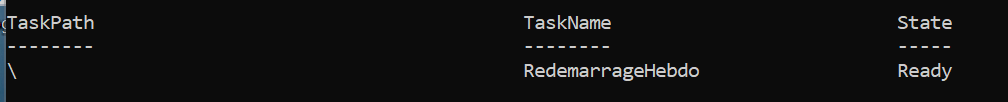 TaskPath TaskName State
-------- -------- -----
\ RedemarrageHebdo Ready